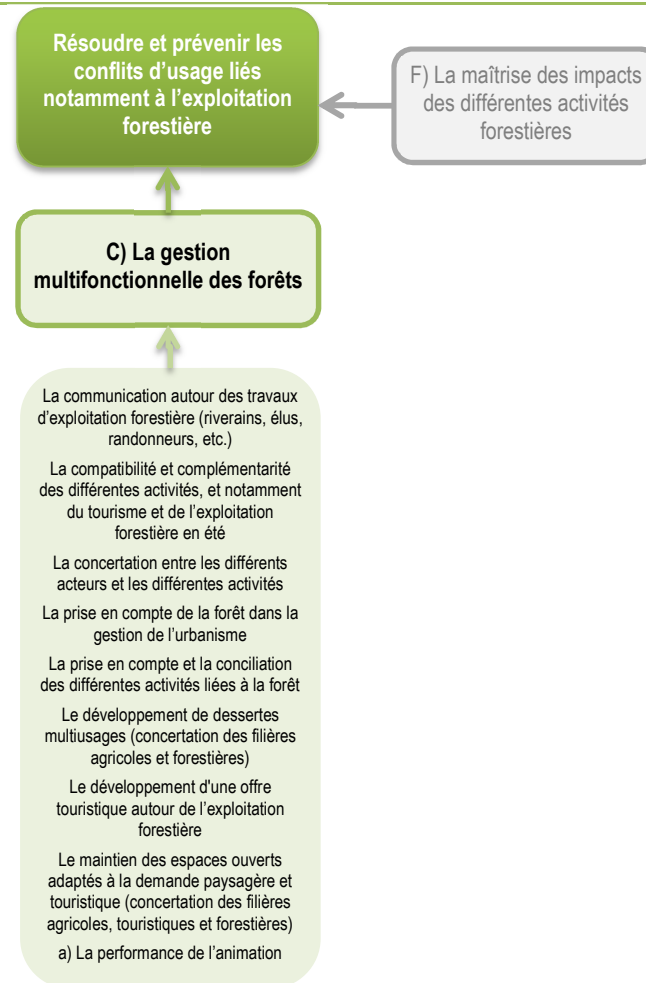 Résoudre et prévenir les
conflits d’usage liés
notamment à l’exploitation
forestière
F) La maîtrise des impacts
des différentes activités
forestières
C) La gestion
multifonctionnelle des forêts
La communication autour des travaux
d’exploitation forestière (riverains, élus,
randonneurs, etc.)
La compatibilité et complémentarité
des différentes activités, et notamment
du tourisme et de l’exploitation
forestière en été
La concertation entre les différents
acteurs et les différentes activités
La prise en compte de la forêt dans la
gestion de l’urbanisme
La prise en compte et la conciliation
des différentes activités liées à la forêt
Le développement de dessertes
multiusages (concertation des filières
agricoles et forestières)
Le développement d'une offre
touristique autour de l’exploitation
forestière
Le maintien des espaces ouverts
adaptés à la demande paysagère et
touristique (concertation des filières
agricoles, touristiques et forestières)
a) La performance de l’animation